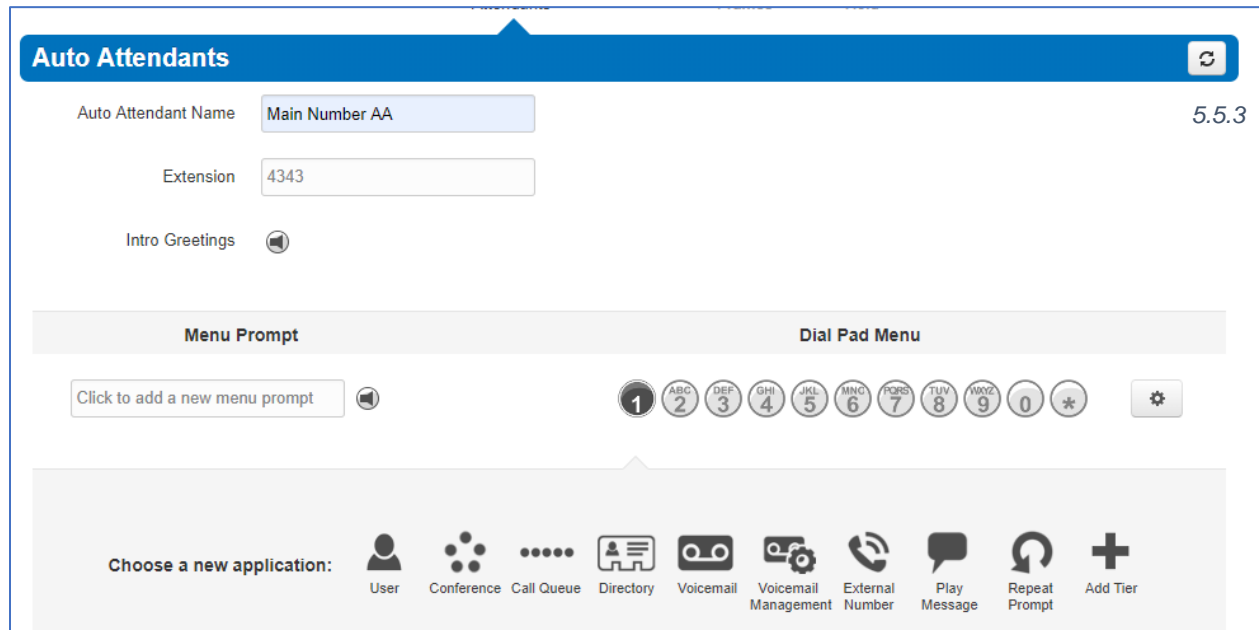 Attendants
Auto Attendants
Auto Attendant Name
Main Number AA
5.5.3
Extension
4343
Intro Greetings
Menu Prompt
Dial Pad Menu
Click to add a new menu prompt
1 ABC 2 DEF 3 GHI 4 JKL 5 MNO 6 PQRS 7 TUV 8 WXYZ 9 0 *
Choose a new application:
User
Conference
Call Queue
Directory
Voicemail
Voicemail
Management
External
Number
Play
Message
Repeat
Prompt
Add Tier